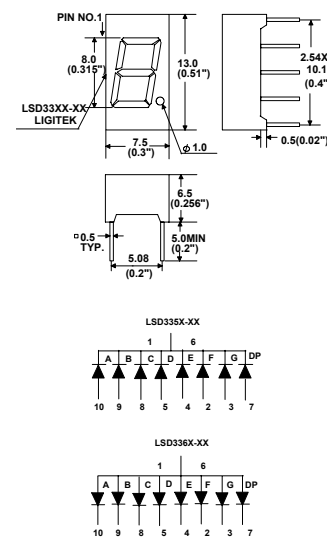 PIN NO.1
8.0
(0.315")
LSD33XX-XX
LIGITEK
13.0
(0.51")
7.5
(0.3")
ϕ1.0
2.54X
10.1
(0.4")
0.5(0.02")
6.5
(0.256")
□0.5
TYP.
5.0MIN
(0.2")
5.08
(0.2")
LSD335X-XX
1 6
A B C D E F G DP
10 9 8 5 4 2 3 7
LSD336X-XX
1 6
A B C D E F G DP
10 9 8 5 4 2 3 7